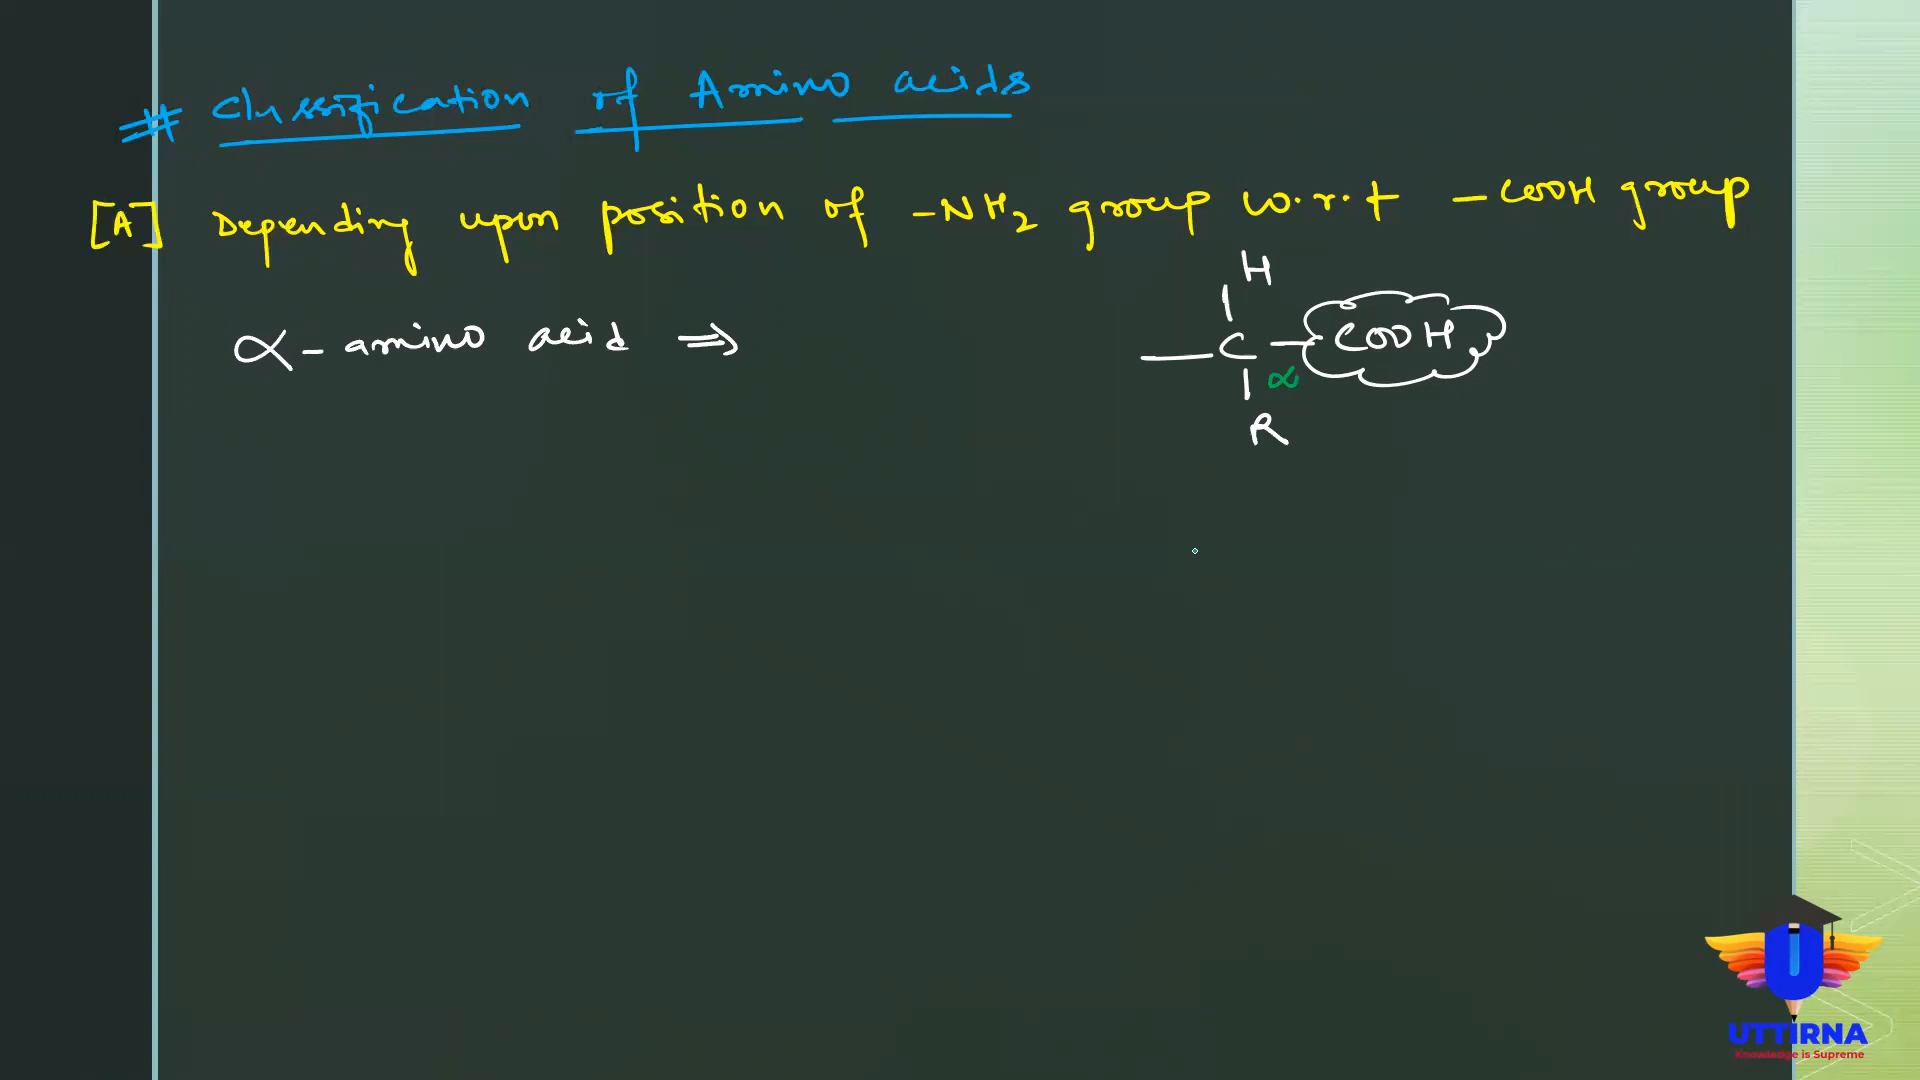 # Classification of Amino acids
[A] Depending upon position of -NH2 group w.r.t -COOH group
H
α- amino acid ⇒ — C - COOH
α
R
UTTIRNA
Knowledge is Supreme